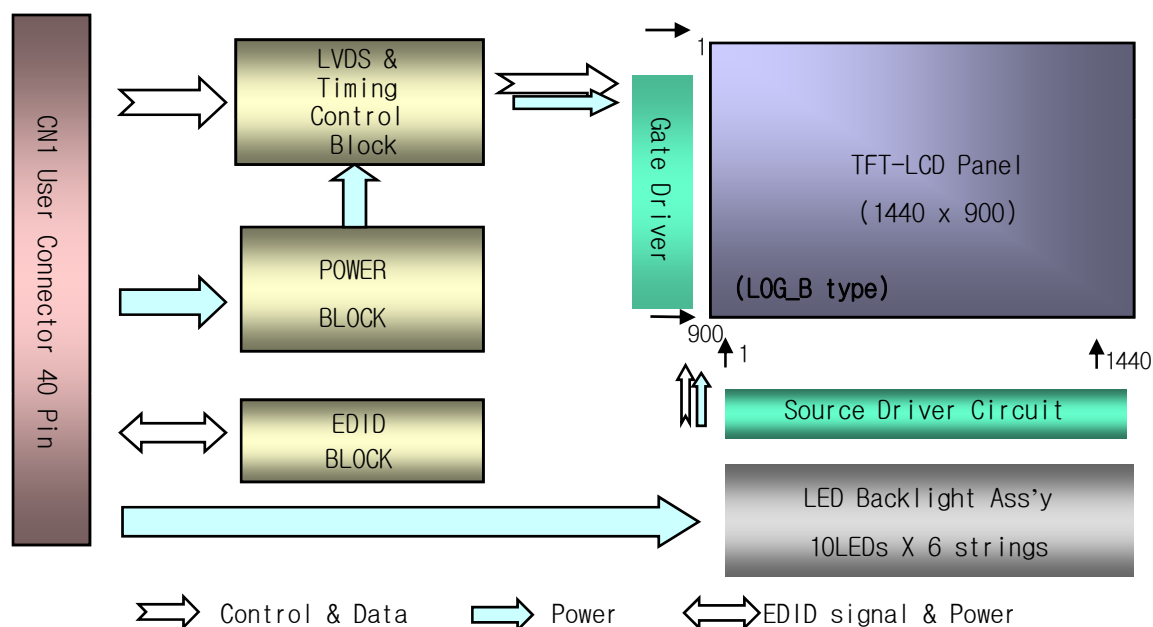 CN1 User Connector 40 Pin
LVDS &
Timing
Control
Block
POWER
BLOCK
EDID
BLOCK
Gate Driver
1
900
TFT-LCD Panel
(1440 x 900)
(LOG_B type)
1
1440
Source Driver Circuit
LED Backlight Ass’y
10LEDs X 6 strings
Control & Data
Power
EDID signal & Power